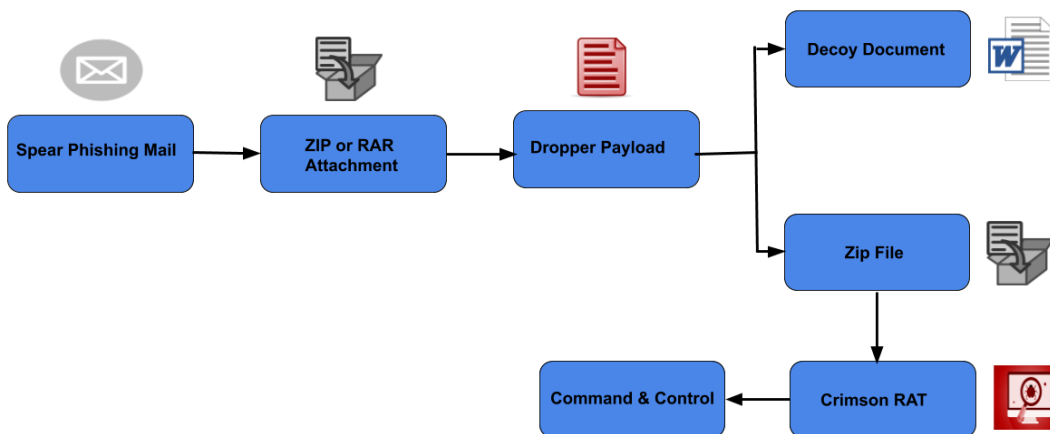 Spear Phishing Mail
ZIP or RAR
Attachment
Dropper Payload
Decoy Document
W
Zip File
Crimson RAT
Command & Control